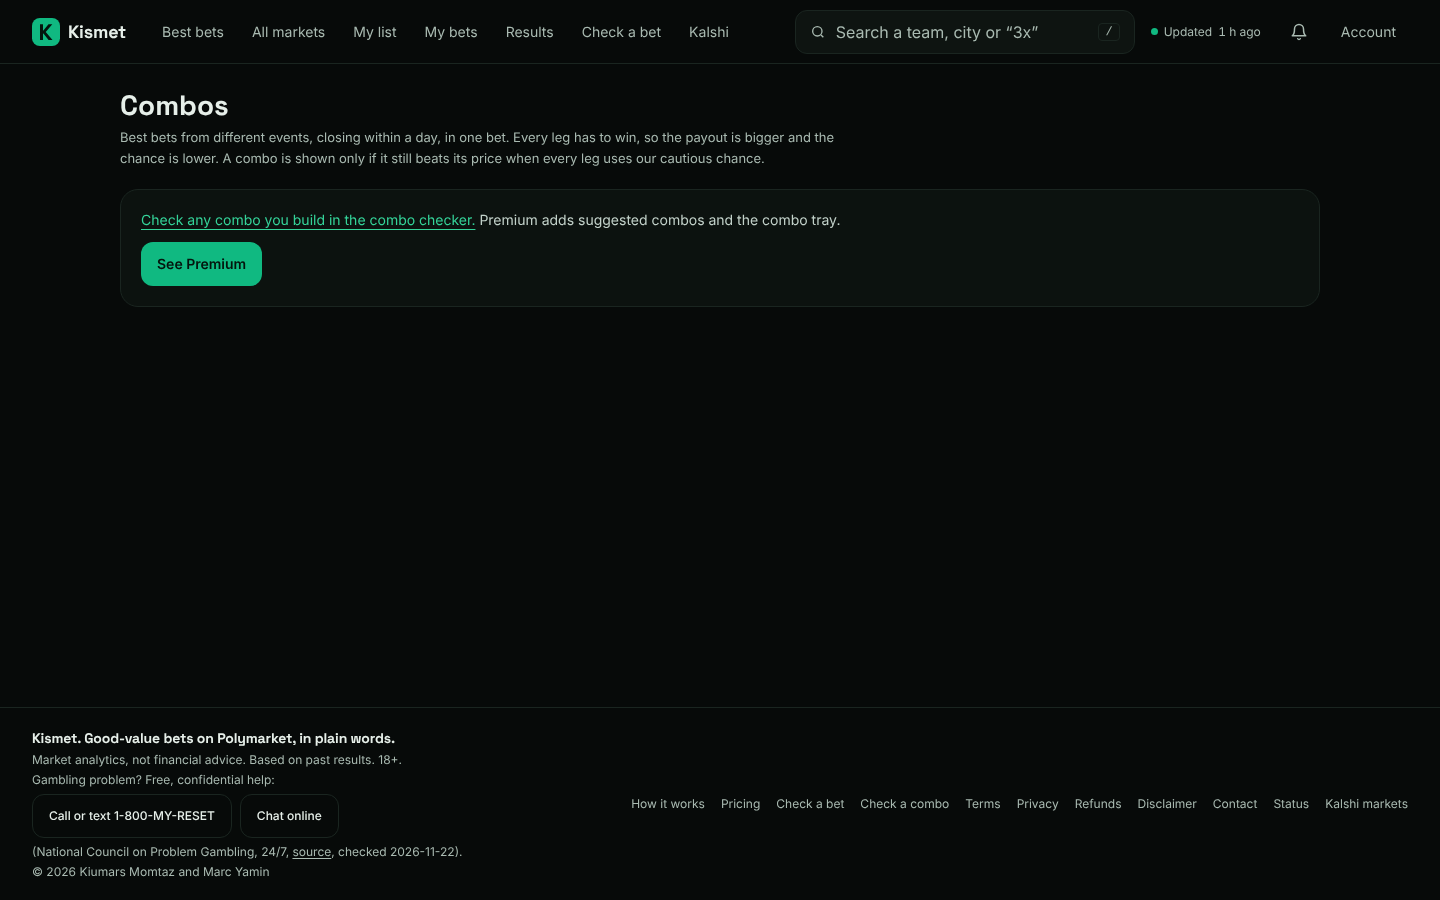 K Kismet
Best bets
All markets
My list
My bets
Results
Check a bet
Kalshi
Search a team, city or “3x”
/
Updated 1 h ago
Account
Combos
Best bets from different events, closing within a day, in one bet. Every leg has to win, so the payout is bigger and the
chance is lower. A combo is shown only if it still beats its price when every leg uses our cautious chance.
Check any combo you build in the combo checker. Premium adds suggested combos and the combo tray.
See Premium
Kismet. Good-value bets on Polymarket, in plain words.
Market analytics, not financial advice. Based on past results. 18+.
Gambling problem? Free, confidential help:
Call or text 1-800-MY-RESET
Chat online
(National Council on Problem Gambling, 24/7, source, checked 2026-11-22).
© 2026 Kiumars Momtaz and Marc Yamin
How it works
Pricing
Check a bet
Check a combo
Terms
Privacy
Refunds
Disclaimer
Contact
Status
Kalshi markets